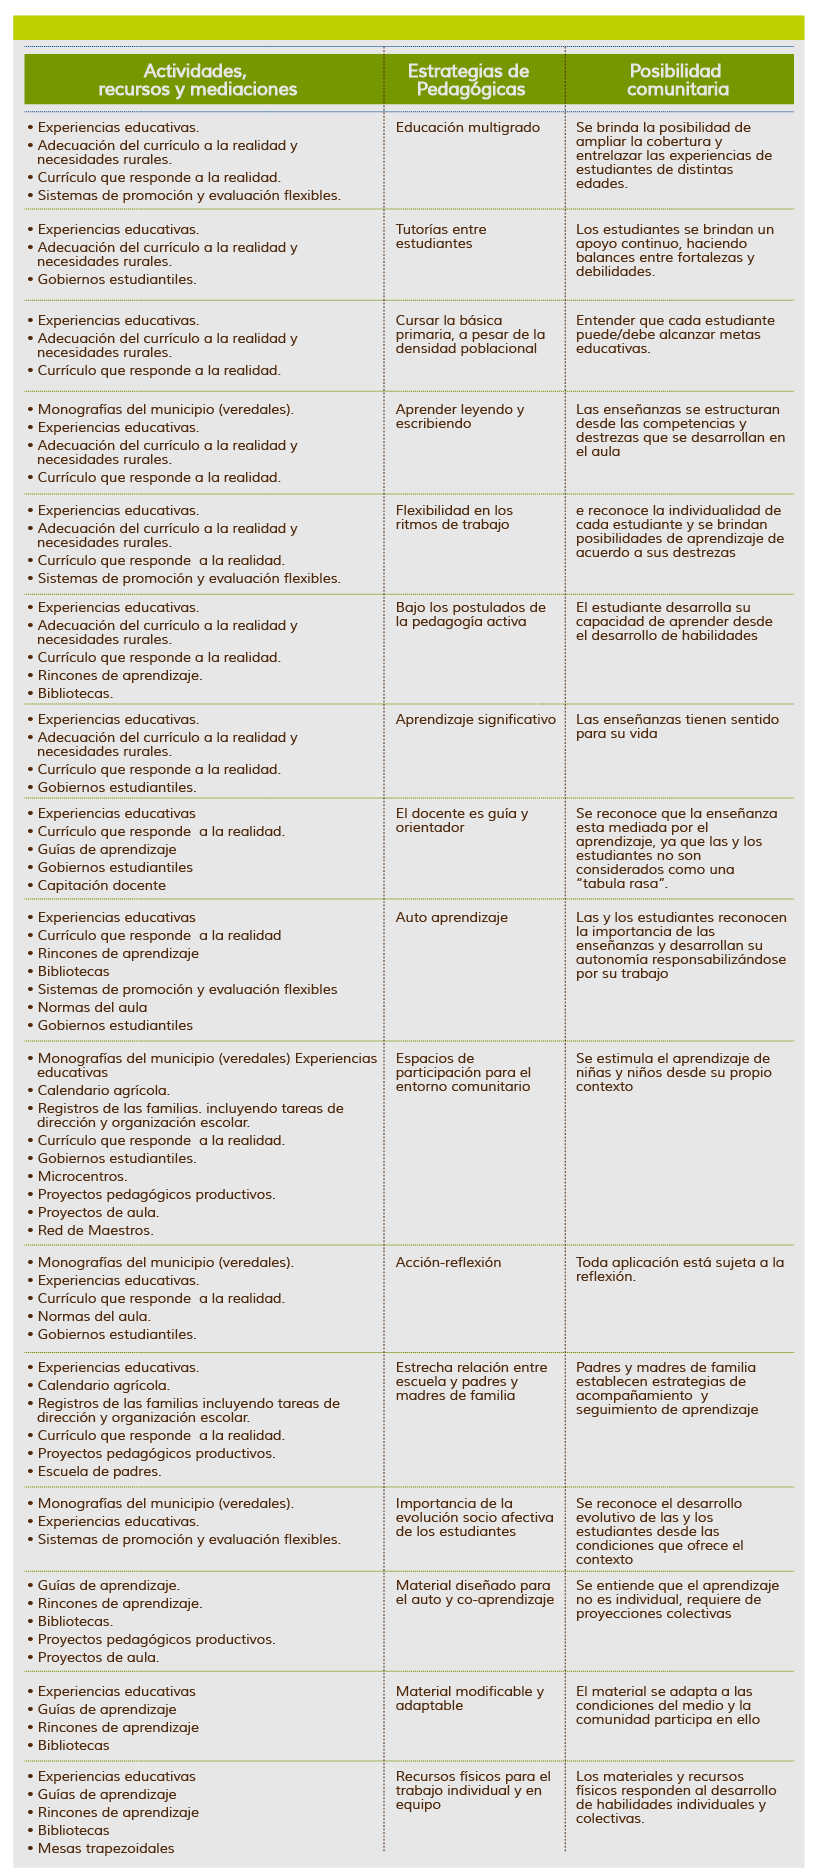 Actividades,
recursos y mediaciones
Estrategias de
Pedagógicas
Posibilidad
comunitaria
• Experiencias educativas.
• Adecuación del currículo a la realidad y
necesidades rurales.
• Currículo que responde a la realidad.
• Sistemas de promoción y evaluación flexibles.
Educación multigrado
Se brinda la posibilidad de
ampliar la cobertura y
entrelazar las experiencias de
estudiantes de distintas
edades.
• Experiencias educativas.
• Adecuación del currículo a la realidad y
necesidades rurales.
• Gobiernos estudiantiles.
Tutorías entre
estudiantes
Los estudiantes se brindan un
apoyo continuo, haciendo
balances entre fortalezas y
debilidades.
• Experiencias educativas.
• Adecuación del currículo a la realidad y
necesidades rurales.
• Currículo que responde a la realidad.
Cursar la básica
primaria, a pesar de la
densidad poblacional
Entender que cada estudiante
puede/debe alcanzar metas
educativas.
• Monografías del municipio (veredales).
• Experiencias educativas.
• Adecuación del currículo a la realidad y
necesidades rurales.
• Currículo que responde a la realidad.
Aprender leyendo y
escribiendo
Las enseñanzas se estructuran
desde las competencias y
destrezas que se desarrollan en
el aula
• Experiencias educativas.
• Adecuación del currículo a la realidad y
necesidades rurales.
• Currículo que responde  a la realidad.
• Sistemas de promoción y evaluación flexibles.
Flexibilidad en los
ritmos de trabajo
e reconoce la individualidad de
cada estudiante y se brindan
posibilidades de aprendizaje de
acuerdo a sus destrezas
• Experiencias educativas.
• Adecuación del currículo a la realidad y
necesidades rurales.
• Currículo que responde a la realidad.
• Rincones de aprendizaje.
• Bibliotecas.
Bajo los postulados de
la pedagogía activa
El estudiante desarrolla su
capacidad de aprender desde
el desarrollo de habilidades
• Experiencias educativas.
• Adecuación del currículo a la realidad y
necesidades rurales.
• Currículo que responde a la realidad.
• Gobiernos estudiantiles.
Aprendizaje significativo
Las enseñanzas tienen sentido
para su vida
• Experiencias educativas
• Currículo que responde  a la realidad.
• Guías de aprendizaje
• Gobiernos estudiantiles
• Capitación docente
El docente es guía y
orientador
Se reconoce que la enseñanza
esta mediada por el
aprendizaje, ya que las y los
estudiantes no son
considerados como una
“tabula rasa”.
• Experiencias educativas
• Currículo que responde  a la realidad
• Rincones de aprendizaje
• Bibliotecas
• Sistemas de promoción y evaluación flexibles
• Normas del aula
• Gobiernos estudiantiles
Auto aprendizaje
Las y los estudiantes reconocen
la importancia de las
enseñanzas y desarrollan su
autonomía responsabilizándose
por su trabajo
• Monografías del municipio (veredales) Experiencias
educativas
• Calendario agrícola.
• Registros de las familias. incluyendo tareas de
dirección y organización escolar.
• Currículo que responde  a la realidad.
• Gobiernos estudiantiles.
• Microcentros.
• Proyectos pedagógicos productivos.
• Proyectos de aula.
• Red de Maestros.
Espacios de
participación para el
entorno comunitario
Se estimula el aprendizaje de
niñas y niños desde su propio
contexto
• Monografías del municipio (veredales).
• Experiencias educativas.
• Currículo que responde  a la realidad.
• Normas del aula.
• Gobiernos estudiantiles.
Acción-reflexión
Toda aplicación está sujeta a la
reflexión.
• Experiencias educativas.
• Calendario agrícola.
• Registros de las familias incluyendo tareas de
dirección y organización escolar.
• Currículo que responde  a la realidad.
• Proyectos pedagógicos productivos.
• Escuela de padres.
Estrecha relación entre
escuela y padres y
madres de familia
Padres y madres de familia
establecen estrategias de
acompañamiento  y
seguimiento de aprendizaje
• Monografías del municipio (veredales).
• Experiencias educativas.
• Sistemas de promoción y evaluación flexibles.
Importancia de la
evolución socio afectiva
de los estudiantes
Se reconoce el desarrollo
evolutivo de las y los
estudiantes desde las
condiciones que ofrece el
contexto
• Guías de aprendizaje.
• Rincones de aprendizaje.
• Bibliotecas.
• Proyectos pedagógicos productivos.
• Proyectos de aula.
Material diseñado para
el auto y co-aprendizaje
Se entiende que el aprendizaje
no es individual, requiere de
proyecciones colectivas
• Experiencias educativas
• Guías de aprendizaje
• Rincones de aprendizaje
• Bibliotecas
Material modificable y
adaptable
El material se adapta a las
condiciones del medio y la
comunidad participa en ello
• Experiencias educativas
• Guías de aprendizaje
• Rincones de aprendizaje
• Bibliotecas
• Mesas trapezoidales
Recursos físicos para el
trabajo individual y en
equipo
Los materiales y recursos
físicos responden al desarrollo
de habilidades individuales y
colectivas.